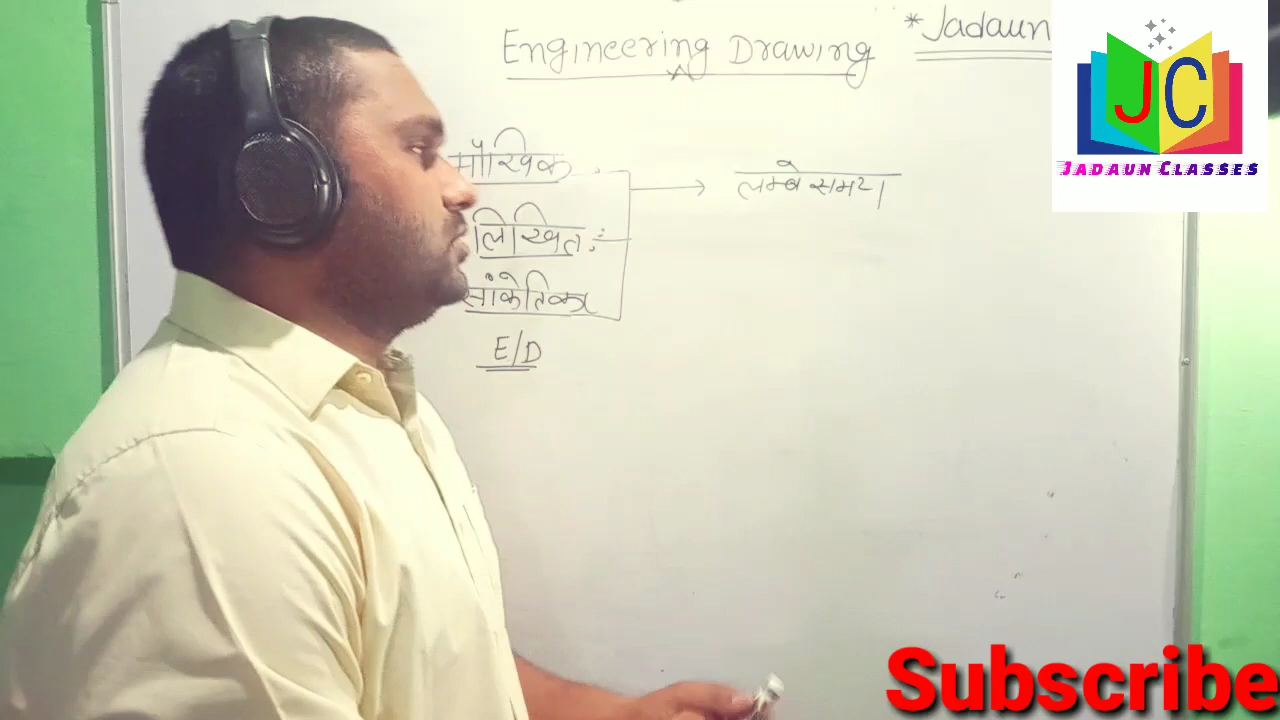 Engineering Drawing
* Jadaun
JC
JADAUN CLASSES
मौखिक
लम्बे समय
लिखित :-
सांकेतिक
E/D
Subscribe